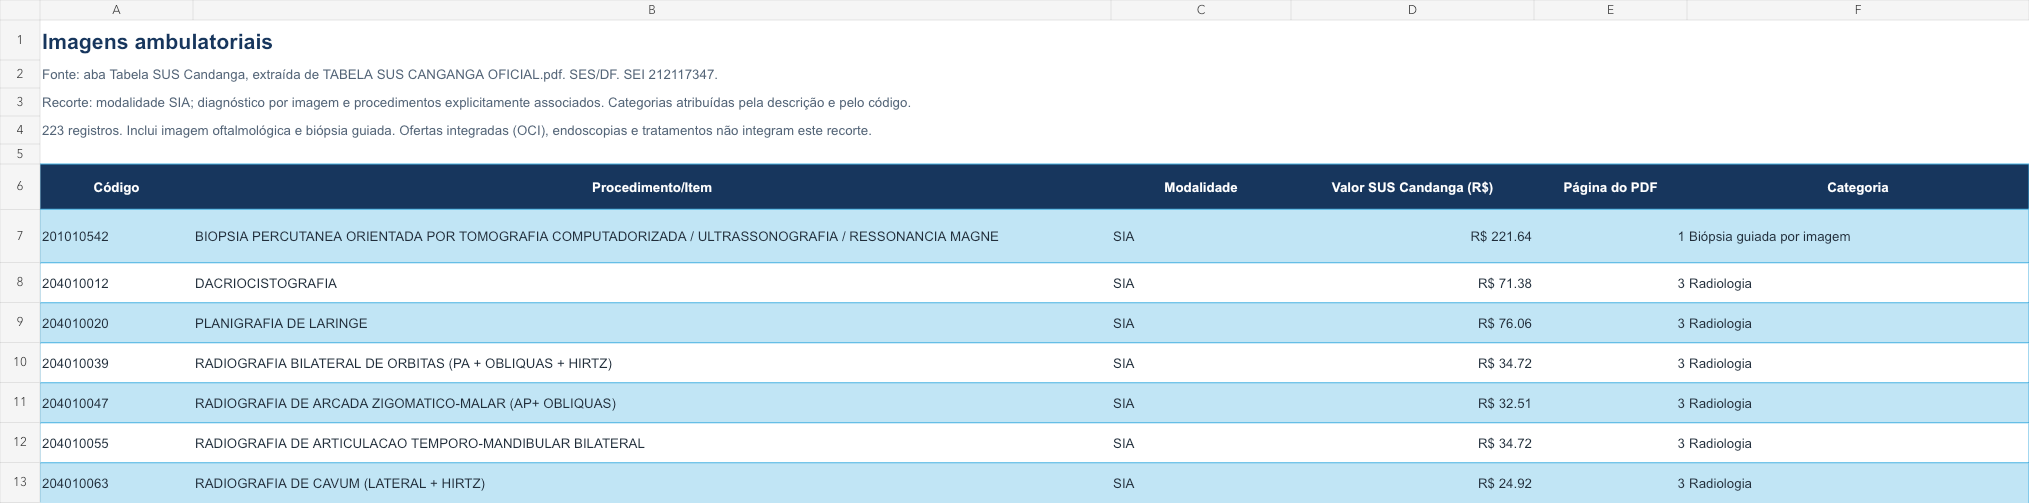 A B C D E F
1 Imagens ambulatoriais
2 Fonte: aba Tabela SUS Candanga, extraída de TABELA SUS CANGANGA OFICIAL.pdf. SES/DF. SEI 212117347.
3 Recorte: modalidade SIA; diagnóstico por imagem e procedimentos explicitamente associados. Categorias atribuídas pela descrição e pelo código.
4 223 registros. Inclui imagem oftalmológica e biópsia guiada. Ofertas integradas (OCI), endoscopias e tratamentos não integram este recorte.
5
6 Código Procedimento/Item Modalidade Valor SUS Candanga (R$) Página do PDF Categoria
7 201010542 BIOPSIA PERCUTANEA ORIENTADA POR TOMOGRAFIA COMPUTADORIZADA / ULTRASSONOGRAFIA / RESSONANCIA MAGNE SIA R$ 221.64 1 Biópsia guiada por imagem
8 204010012 DACRIOCISTOGRAFIA SIA R$ 71.38 3 Radiologia
9 204010020 PLANIGRAFIA DE LARINGE SIA R$ 76.06 3 Radiologia
10 204010039 RADIOGRAFIA BILATERAL DE ORBITAS (PA + OBLIQUAS + HIRTZ) SIA R$ 34.72 3 Radiologia
11 204010047 RADIOGRAFIA DE ARCADA ZIGOMATICO-MALAR (AP+ OBLIQUAS) SIA R$ 32.51 3 Radiologia
12 204010055 RADIOGRAFIA DE ARTICULACAO TEMPORO-MANDIBULAR BILATERAL SIA R$ 34.72 3 Radiologia
13 204010063 RADIOGRAFIA DE CAVUM (LATERAL + HIRTZ) SIA R$ 24.92 3 Radiologia